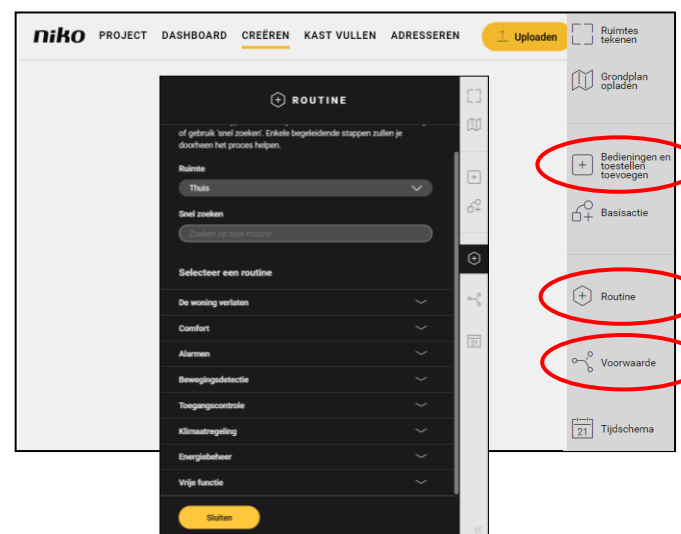 niko PROJECT DASHBOARD CREËREN KAST VULLEN ADRESSEREN Uploaden
Ruimtes
tekenen
Grondplan
opladen
Bedieningen en
toestellen
toevoegen
Basisactie
Routine
Voorwaarde
21 Tijdschema
ROUTINE
of gebruik 'snel zoeken'. Enkele begeleidende stappen zullen je
doorheen het proces helpen.
Ruimte
Thuis
Snel zoeken
Zoeken op type routine
Selecteer een routine
De woning verlaten
Comfort
Alarmen
Bewegingsdetectie
Toegangscontrole
Klimaatregeling
Energiebeheer
Vrije functie
Sluiten
21